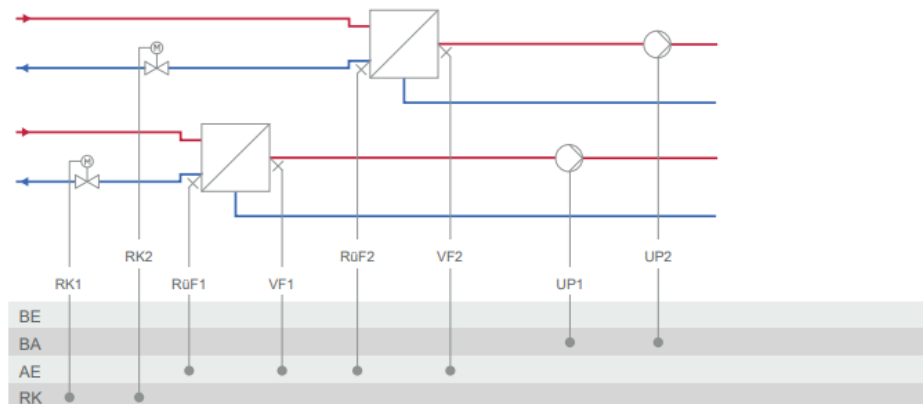 M
M
RK2 RüF2 VF2 UP2
RK1 RüF1 VF1 UP1
BE
BA
AE
RK